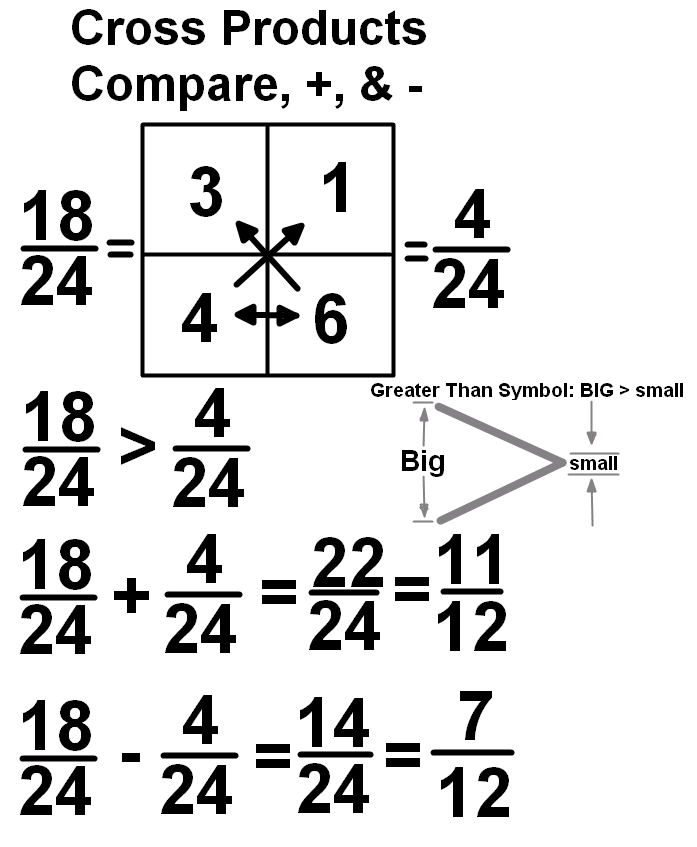 Cross Products
Compare, +, & -
3 1
18/24 = = 4/24
4 6
Greater Than Symbol: BIG > small
18/24 > 4/24
Big small
18/24 + 4/24 = 22/24 = 11/12
18/24 - 4/24 = 14/24 = 7/12